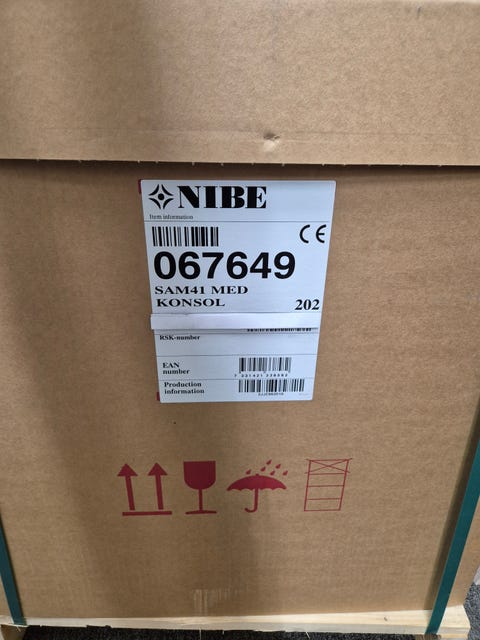 NIBE
Item information
CE
067649
SAM41 MED
KONSOL
202
RSK-number
EAN
number
Production
information